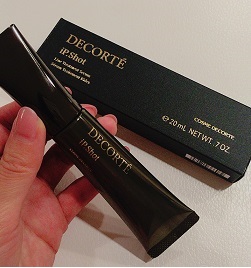 DECORTÉ
iP.Shot
COSME DECORTE
℮ 20 mL NET WT. .7 OZ.
DECORTÉ
iP.Shot